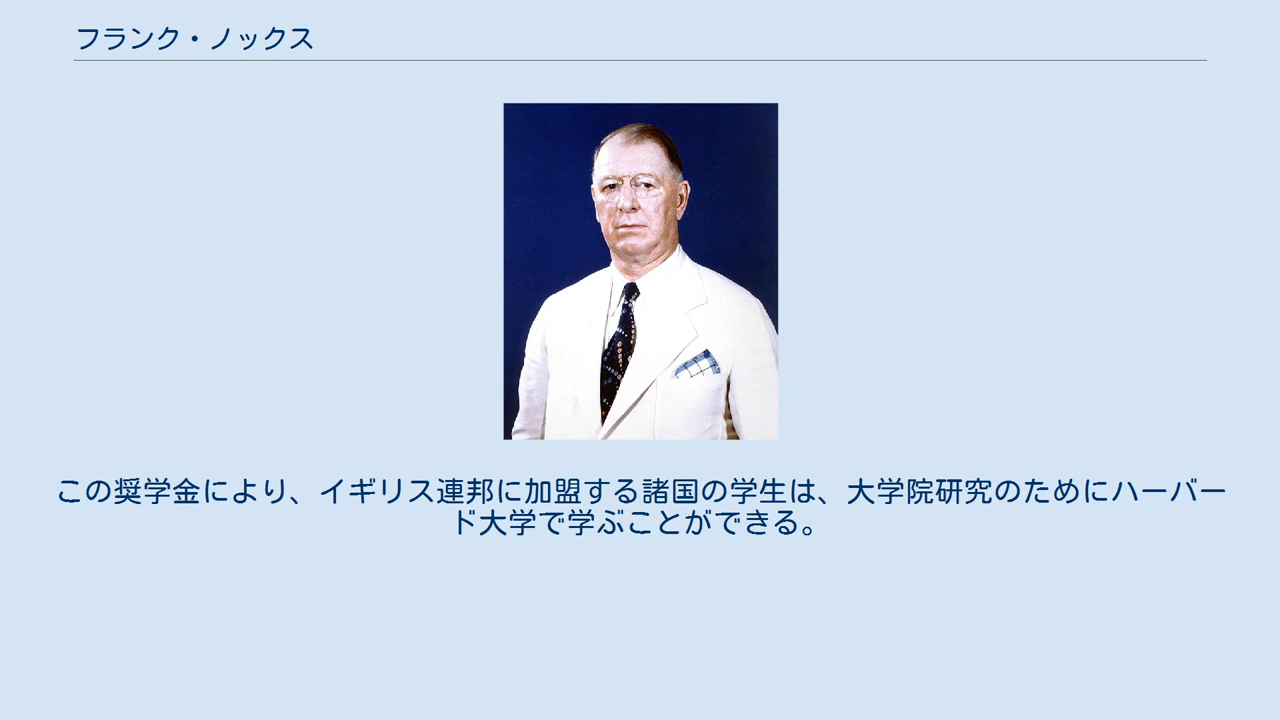 フランク・ノックス
この奨学金により、イギリス連邦に加盟する諸国の学生は、大学院研究のためにハーバー
ド大学で学ぶことができる。